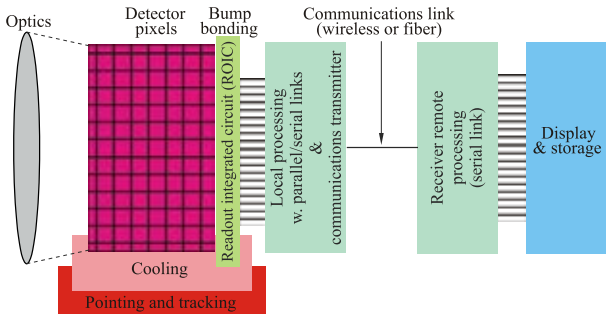 Optics
Detector
pixels
Bump
bonding
Communications link
(wireless or fiber)
Readout integrated circuit (ROIC)
Local processing
w. parallel/serial links
&
communications transmitter
Receiver remote
processing
(serial link)
Display
& storage
Cooling
Pointing and tracking